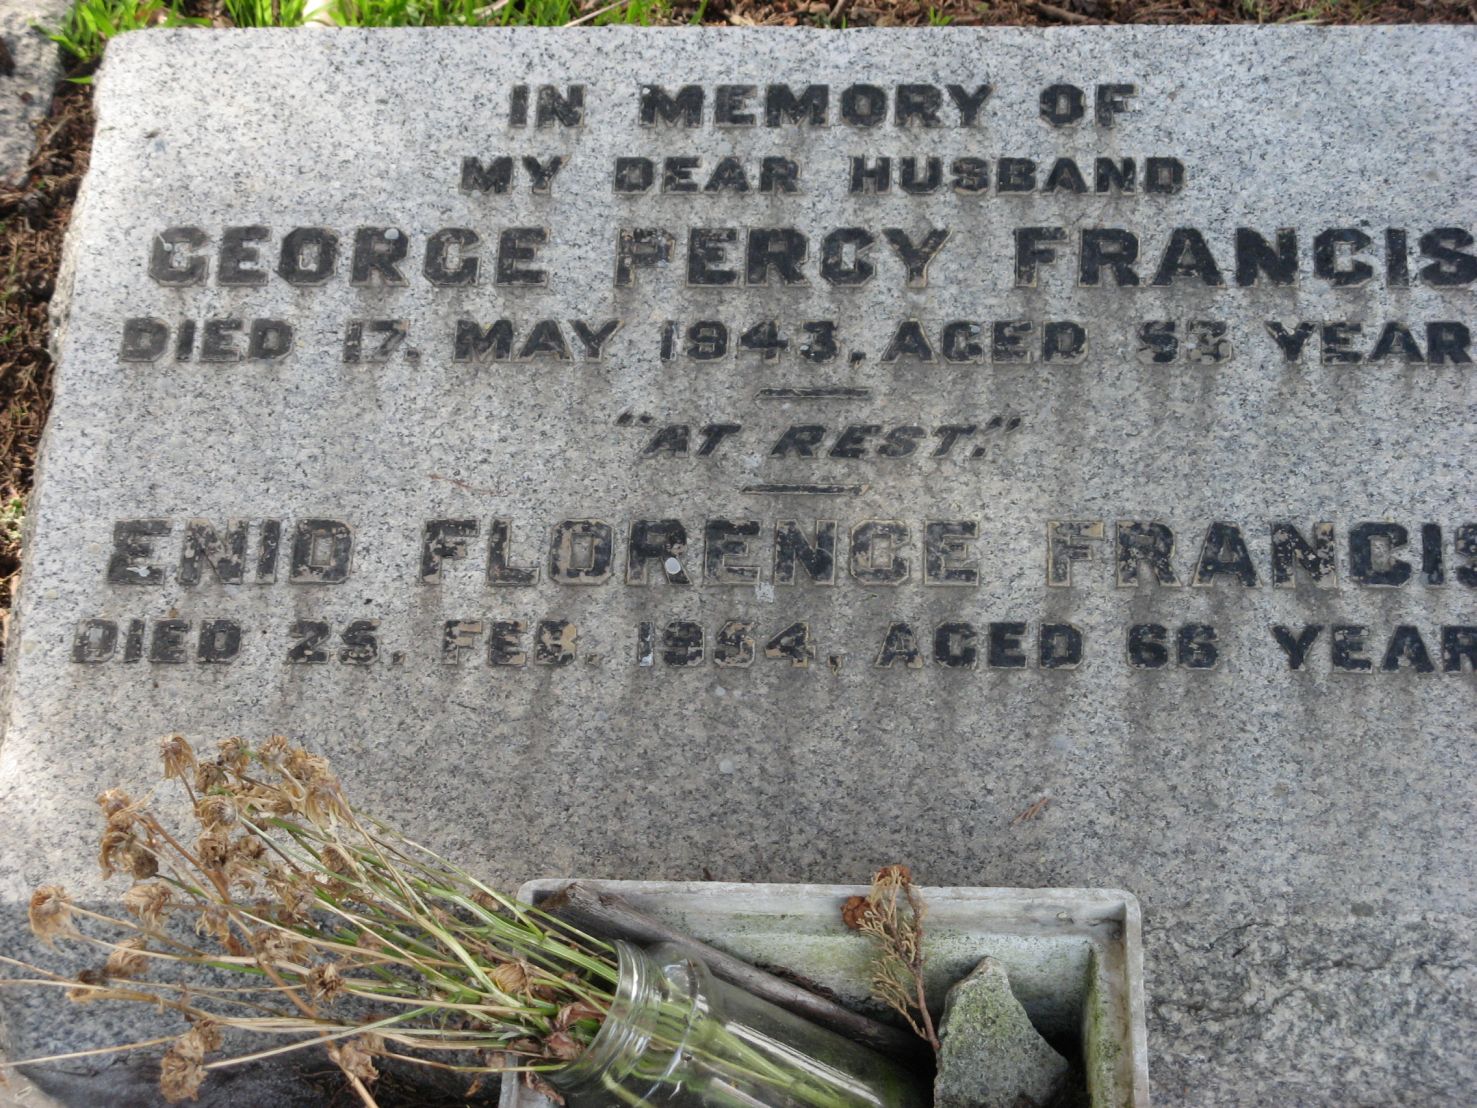 IN MEMORY OF
MY DEAR HUSBAND
GEORGE PERCY FRANCIS
DIED 17. MAY 1943. AGED 53 YEAR
"AT REST."
ENID FLORENCE FRANCIS
DIED 25. FEB. 1954. AGED 66 YEAR